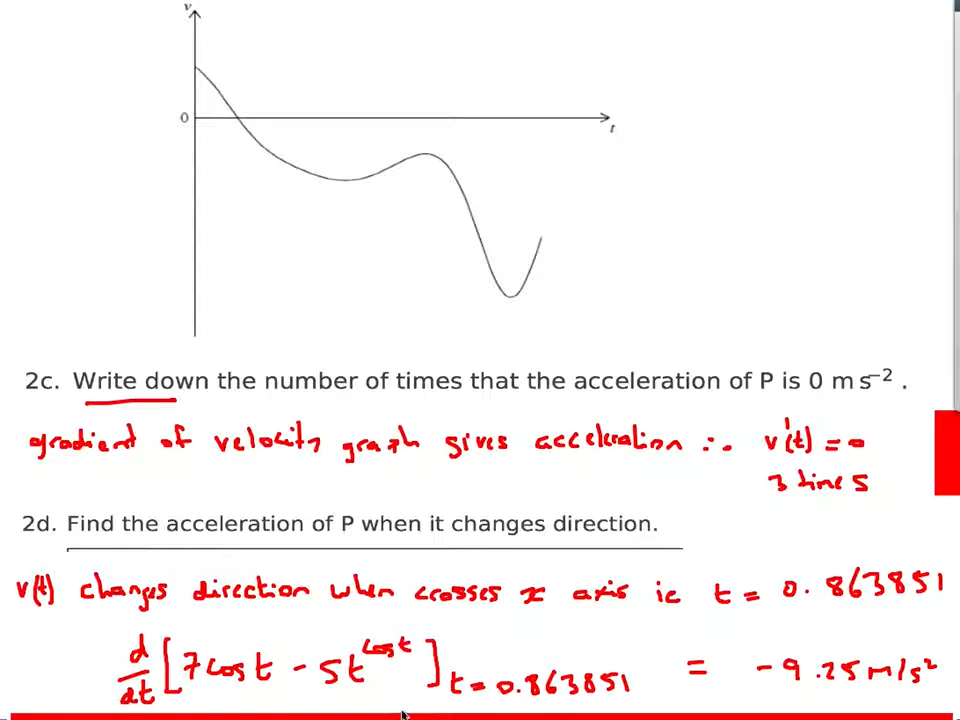 v
0
t
2c. Write down the number of times that the acceleration of P is 0 m s⁻² .
gradient of velocity graph gives acceleration ∴ v'(t) = 0
3 times
2d. Find the acceleration of P when it changes direction.
v(t) changes direction when crosses x axis ie t = 0.863851
d/dt [7cos t - 5t^cos t] t = 0.863851 = -9.25 m/s²